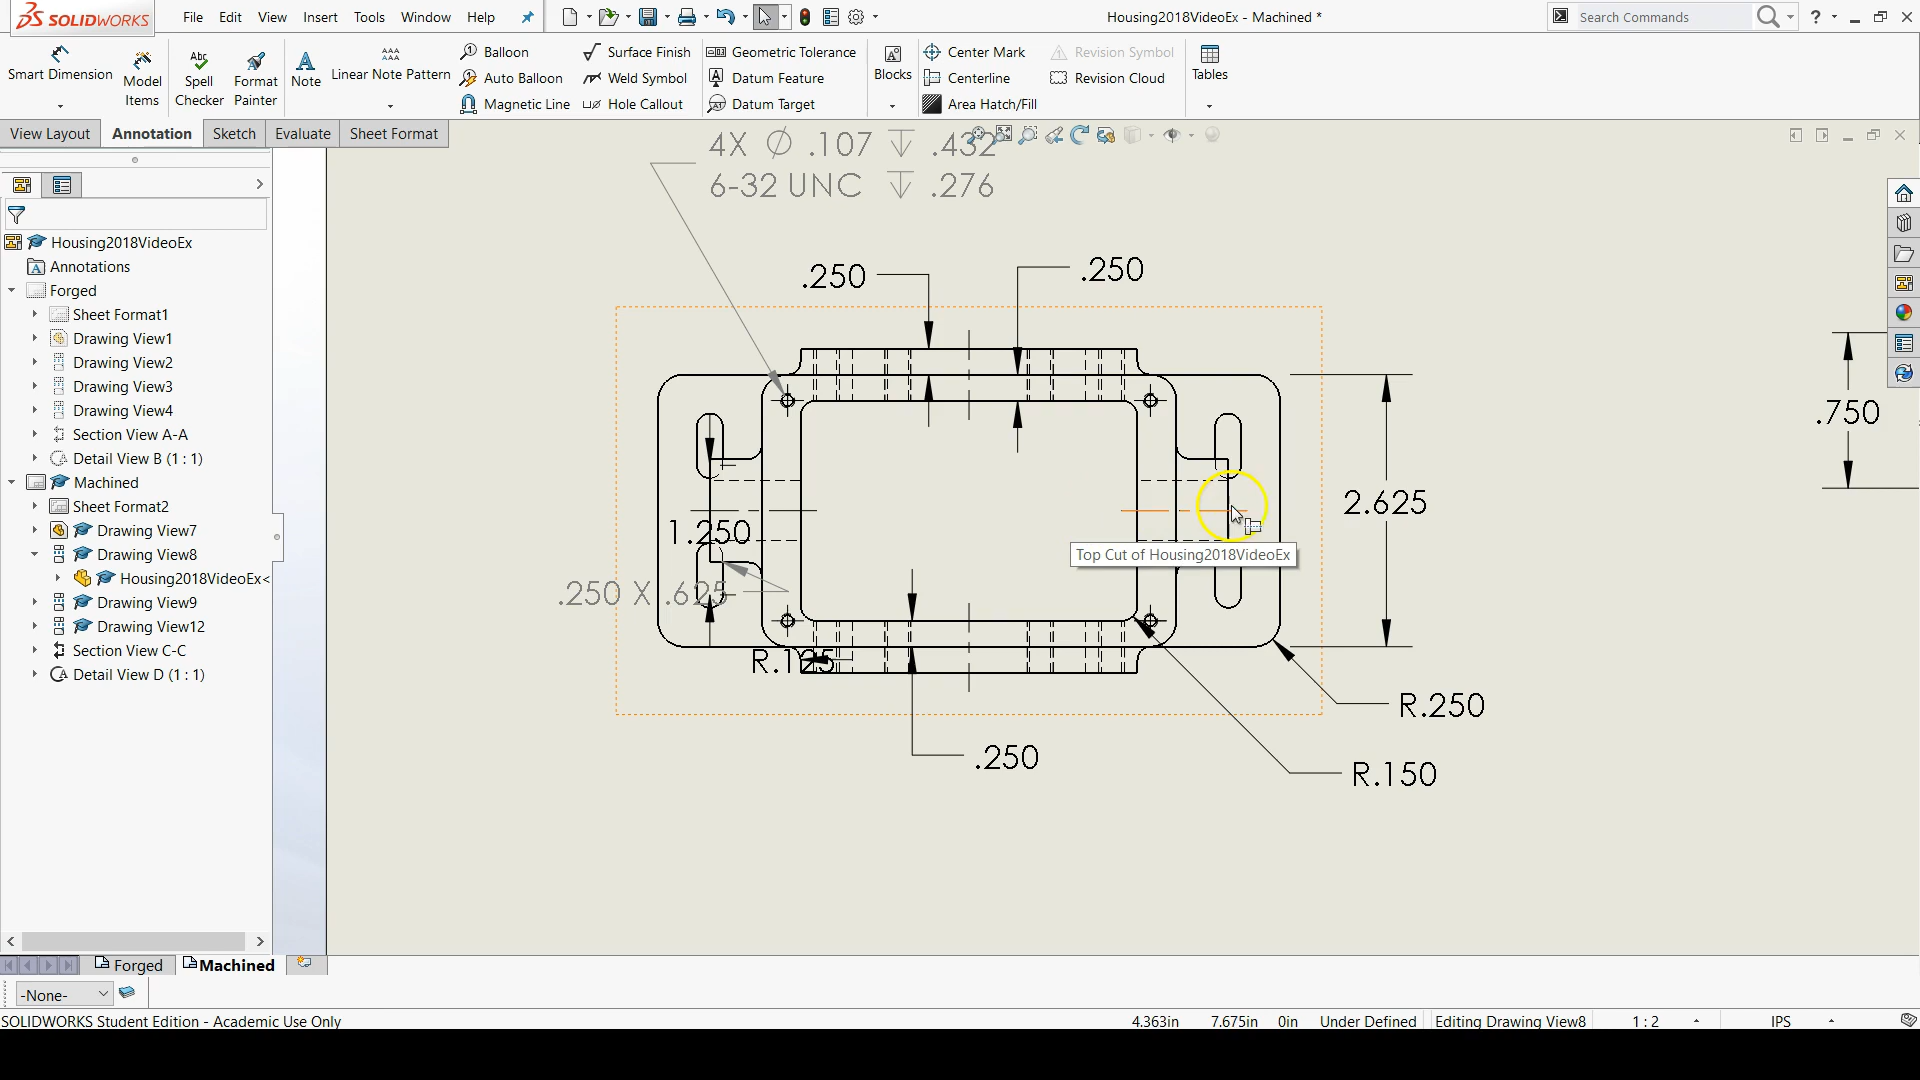 SOLIDWORKS
File Edit View Insert Tools Window Help
Housing2018VideoEx - Machined *
Search Commands
?
Smart Dimension
Model Items
Spell Checker
Format Painter
Note
Linear Note Pattern
Balloon
Auto Balloon
Magnetic Line
Surface Finish
Weld Symbol
Hole Callout
Geometric Tolerance
Datum Feature
Datum Target
Blocks
Center Mark
Centerline
Area Hatch/Fill
Revision Symbol
Revision Cloud
Tables
View Layout Annotation Sketch Evaluate Sheet Format
Housing2018VideoEx
Annotations
Forged
Sheet Format1
Drawing View1
Drawing View2
Drawing View3
Drawing View4
Section View A-A
Detail View B (1 : 1)
Machined
Sheet Format2
Drawing View7
Drawing View8
Housing2018VideoEx<
Drawing View9
Drawing View12
Section View C-C
Detail View D (1 : 1)
4X ∅ .107 ↧ .432
6-32 UNC ↧ .276
.250
.250
.750
2.625
1.250
Top Cut of Housing2018VideoEx
.250 X .625
R.125
R.250
.250
R.150
Forged Machined
-None-
SOLIDWORKS Student Edition - Academic Use Only
4.363in 7.675in 0in Under Defined Editing Drawing View8 1 : 2 IPS